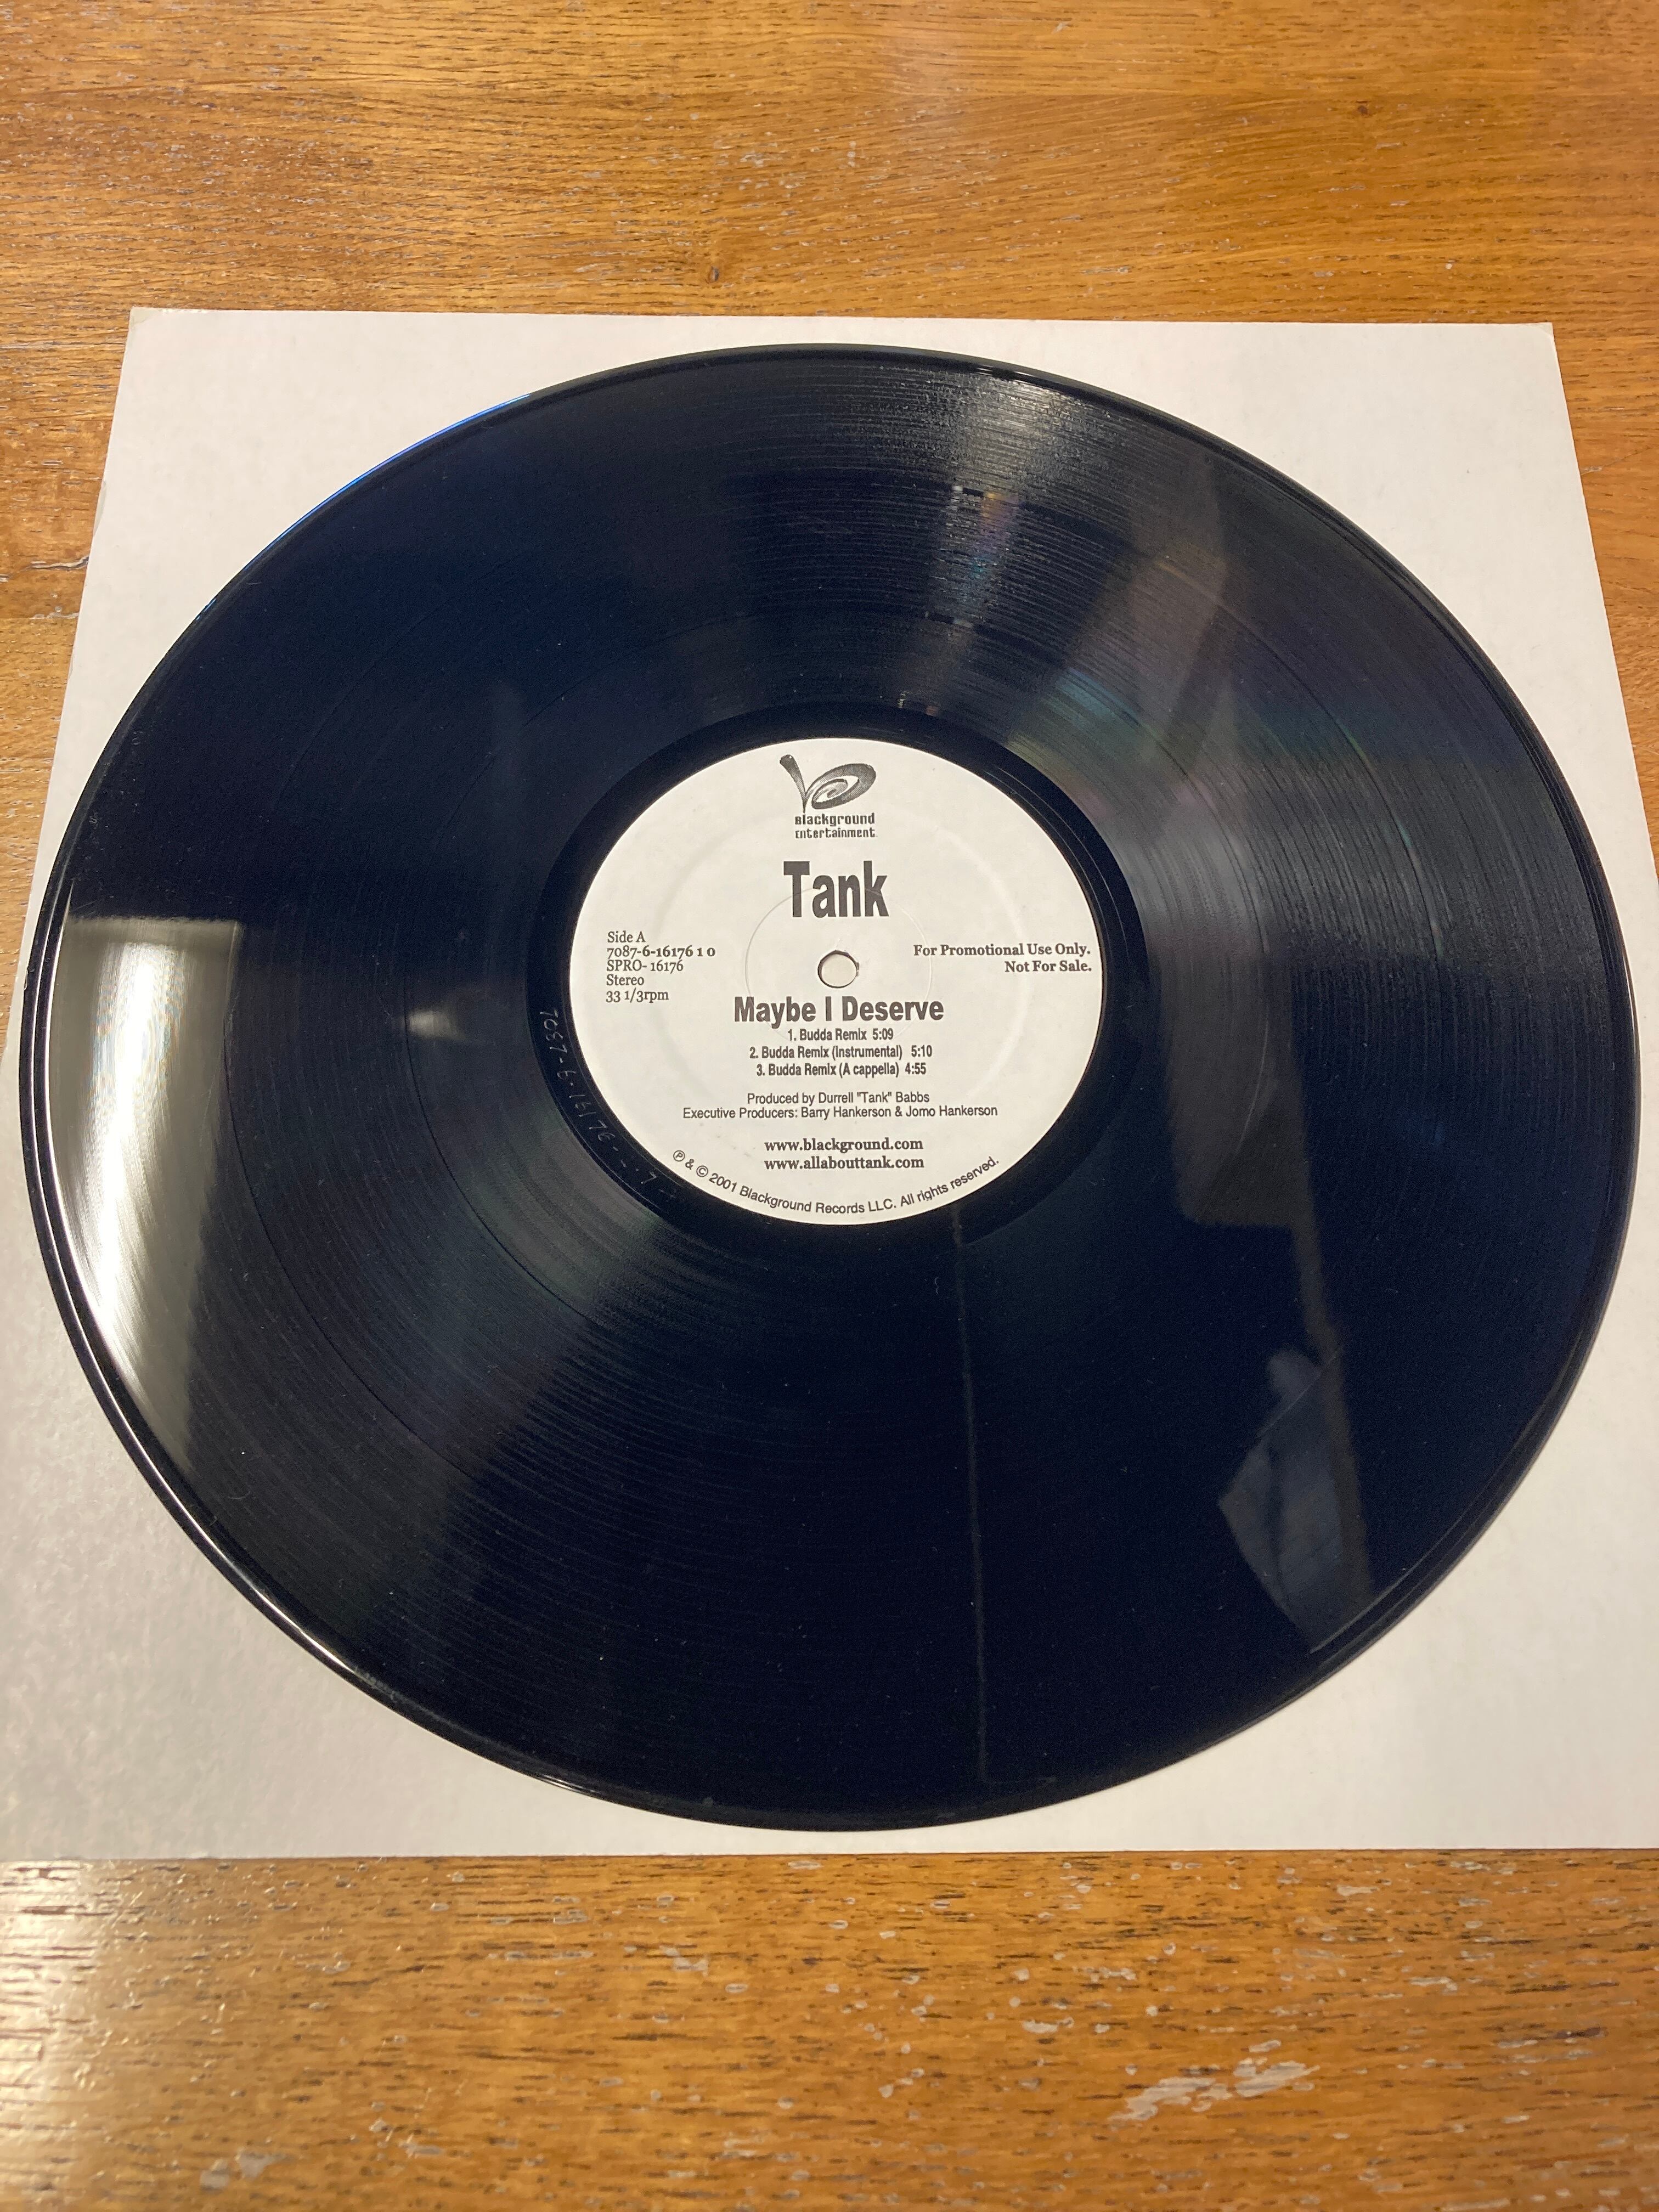 Blackground
Entertainment
Tank
Side A
7087-6-16176 1 0
SPRO-16176
Stereo
33 1/3rpm
For Promotional Use Only.
Not For Sale.
Maybe I Deserve
1. Budda Remix 5:09
2. Budda Remix (Instrumental) 5:10
3. Budda Remix (A cappella) 4:55
Produced by Durrell "Tank" Babbs
Executive Producers: Barry Hankerson & Jomo Hankerson
www.blackground.com
www.allabouttank.com
℗ & © 2001 Blackground Records LLC. All rights reserved.